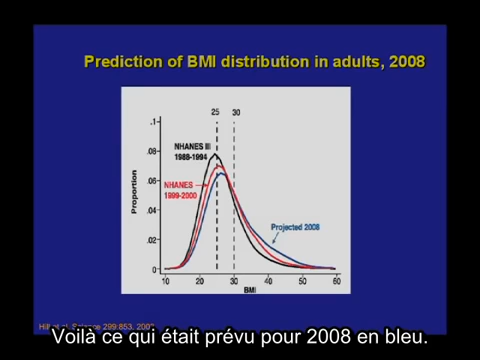 Prediction of BMI distribution in adults, 2008
25 30
.1
NHANES III
1988-1994
.08
NHANES
1999-2000
.06
.04
Projected 2008
.02
0
Proportion
10 20 30 40 50 60
BMI
Voilà ce qui était prévu pour 2008 en bleu.